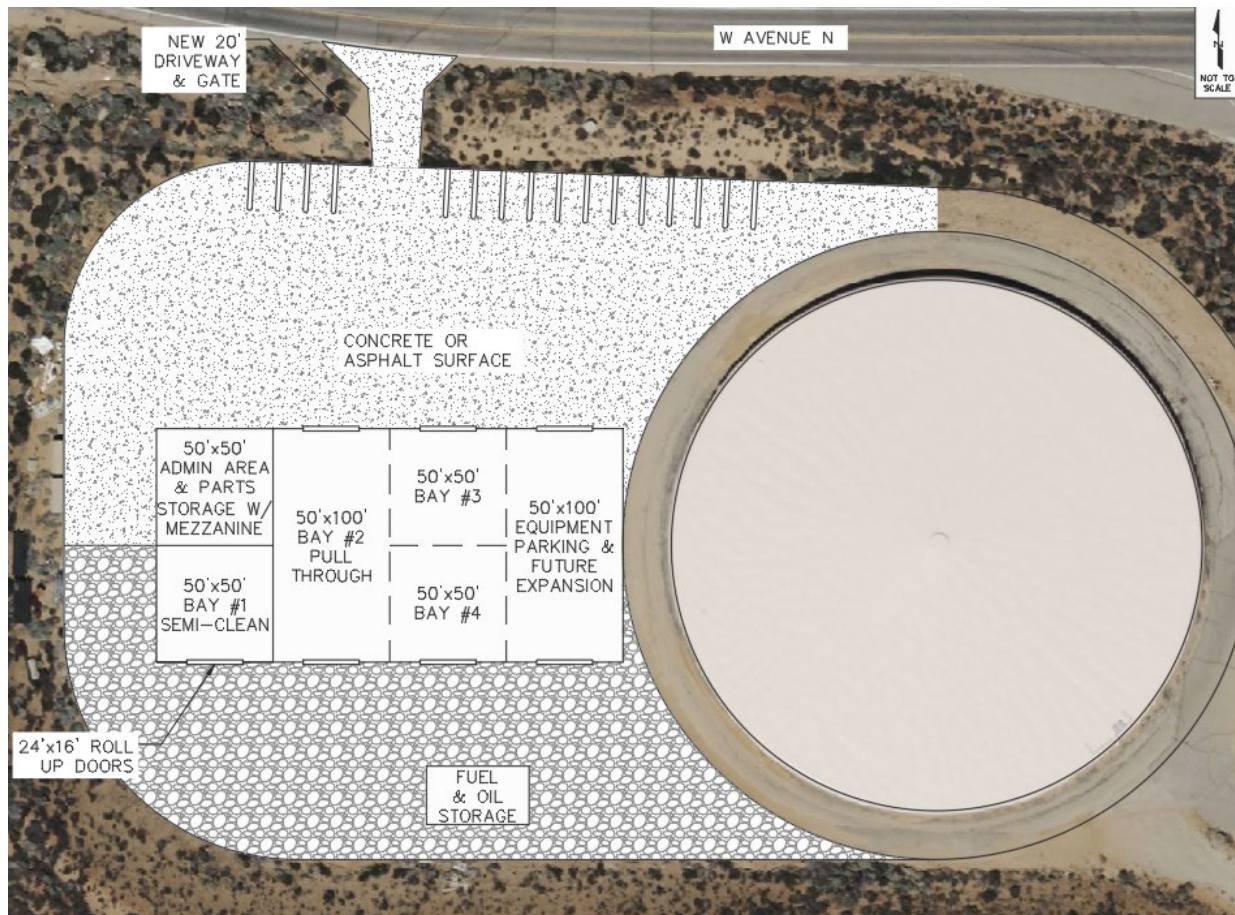 NEW 20'
DRIVEWAY
& GATE
W AVENUE N
N
NOT TO
SCALE
CONCRETE OR
ASPHALT SURFACE
50'x50'
ADMIN AREA
& PARTS
STORAGE W/
MEZZANINE
50'x100'
BAY #2
PULL
THROUGH
50'x50'
BAY #3
50'x100'
EQUIPMENT
PARKING &
FUTURE
EXPANSION
50'x50'
BAY #1
SEMI-CLEAN
50'x50'
BAY #4
24'x16' ROLL
UP DOORS
FUEL
& OIL
STORAGE